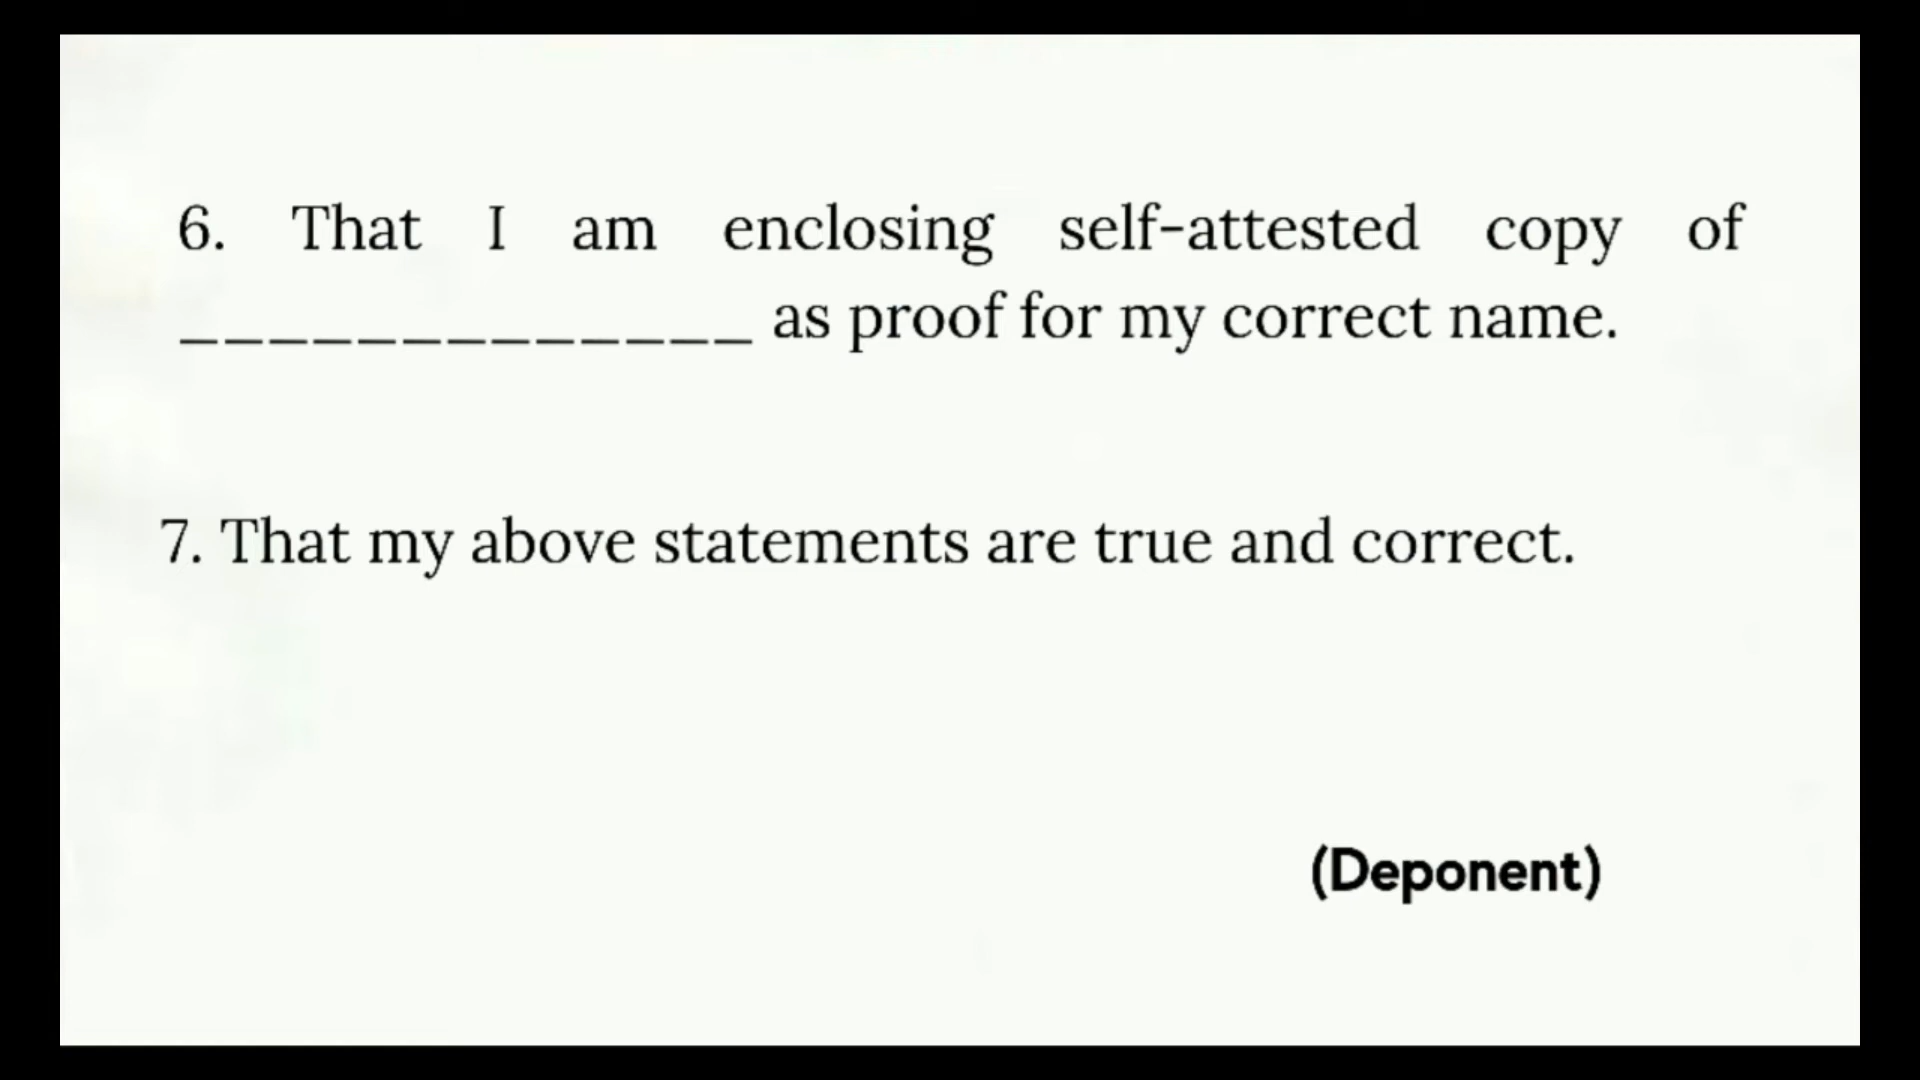 6. That I am enclosing self-attested copy of
_____________ as proof for my correct name.
7. That my above statements are true and correct.
(Deponent)